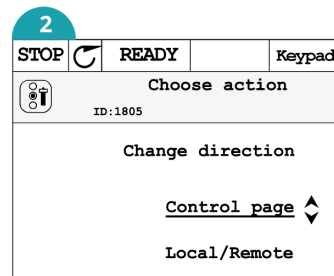 2
STOP READY Keypad
Choose action
ID:1805
Change direction
Control page
Local/Remote